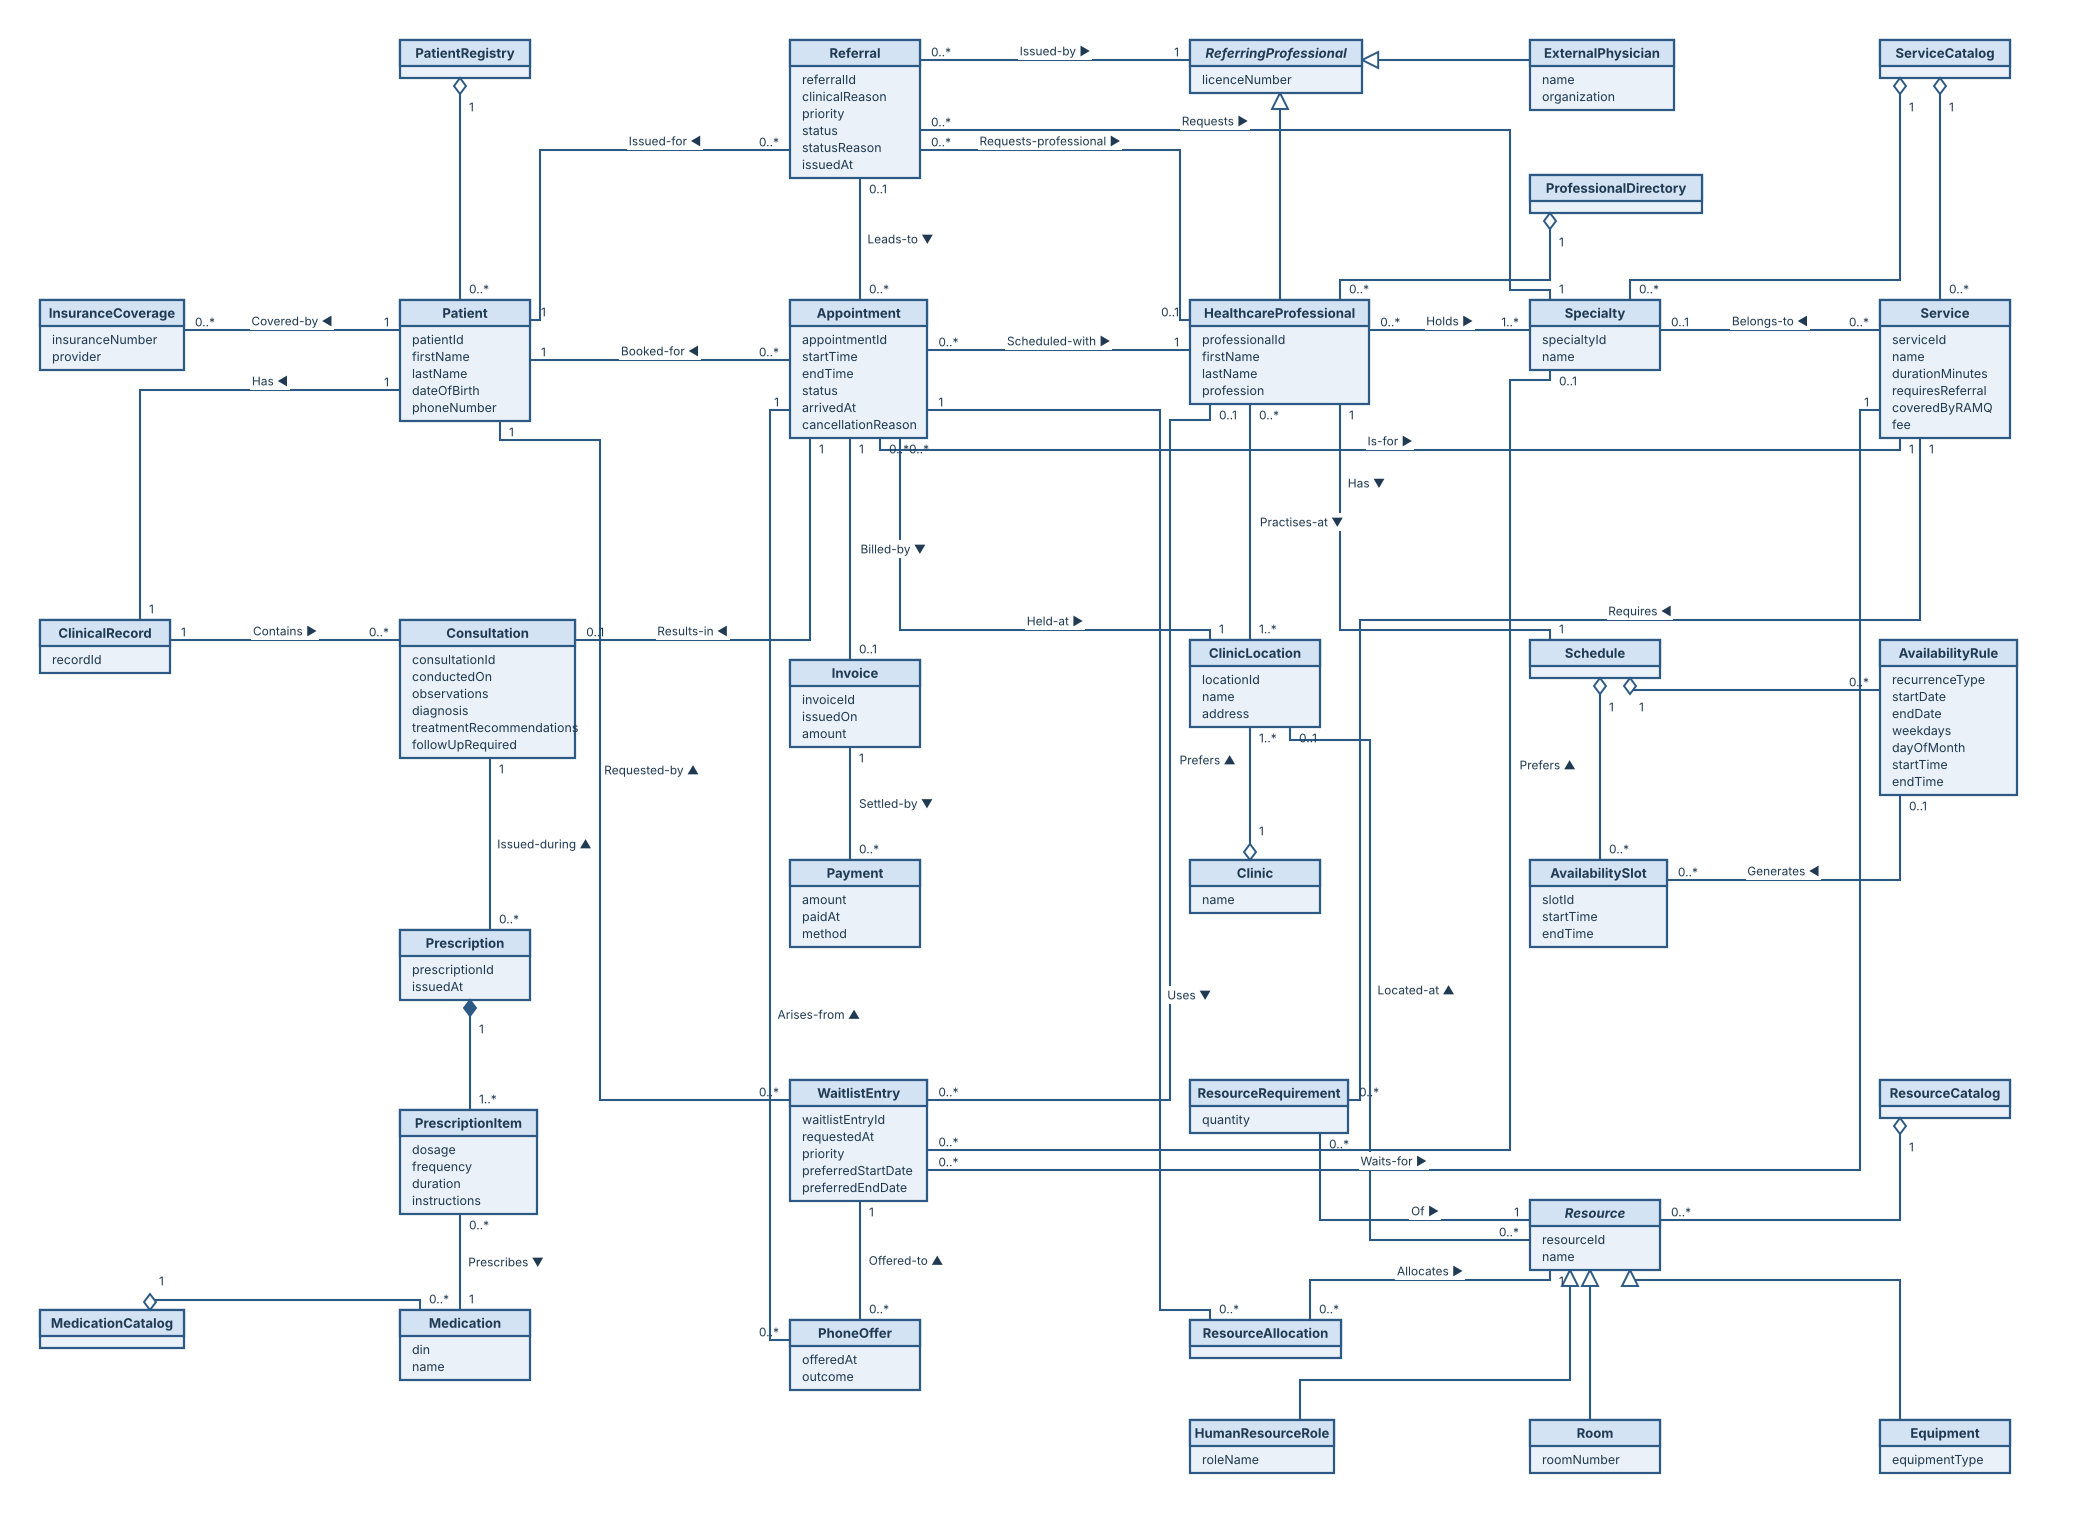 PatientRegistry
1
0..*
Referral
referralId
clinicalReason
priority
status
statusReason
issuedAt
0..*
Issued-by ▶
1
ReferringProfessional
licenceNumber
ExternalPhysician
name
organization
ServiceCatalog
1
1
0..*
Requests ▶
Issued-for ◀
0..*
0..*
Requests-professional ▶
ProfessionalDirectory
1
0..1
Leads-to ▼
0..*
0..*
1
0..*
0..*
InsuranceCoverage
insuranceNumber
provider
0..*
Covered-by ◀
1
Patient
patientId
firstName
lastName
dateOfBirth
phoneNumber
1
1
Booked-for ◀
0..*
Appointment
appointmentId
startTime
endTime
status
arrivedAt
cancellationReason
0..*
Scheduled-with ▶
1
0..1
HealthcareProfessional
professionalId
firstName
lastName
profession
0..*
Holds ▶
1..*
Specialty
specialtyId
name
0..1
Belongs-to ◀
0..*
Service
serviceId
name
durationMinutes
requiresReferral
coveredByRAMQ
fee
Has ◀
1
1
1
1
0..1
0..*
1
0..1
1
1
1
0..*
0..*
Is-for ▶
1
1
Has ▼
Practises-at ▼
Billed-by ▼
1
ClinicalRecord
recordId
1
Contains ▶
0..*
Consultation
consultationId
conductedOn
observations
diagnosis
treatmentRecommendations
followUpRequired
0..1
Results-in ◀
0..1
Invoice
invoiceId
issuedOn
amount
Held-at ▶
1
1..*
ClinicLocation
locationId
name
address
Requires ◀
1
Schedule
1
1
0..*
AvailabilityRule
recurrenceType
startDate
endDate
weekdays
dayOfMonth
startTime
endTime
1
Requested-by ▲
1
Settled-by ▼
0..*
1..*
0..1
Prefers ▲
1
Prefers ▲
0..1
Issued-during ▲
0..*
Payment
amount
paidAt
method
Clinic
name
0..*
AvailabilitySlot
slotId
startTime
endTime
0..*
Generates ◀
Prescription
prescriptionId
issuedAt
1
Arises-from ▲
Uses ▼
Located-at ▲
1..*
PrescriptionItem
dosage
frequency
duration
instructions
0..*
0..*
WaitlistEntry
waitlistEntryId
requestedAt
priority
preferredStartDate
preferredEndDate
0..*
0..*
0..*
ResourceRequirement
quantity
0..*
0..*
Waits-for ▶
ResourceCatalog
1
1
Offered-to ▲
0..*
Of ▶
1
0..*
Resource
resourceId
name
0..*
Prescribes ▼
1
MedicationCatalog
1
0..*
Medication
din
name
0..*
PhoneOffer
offeredAt
outcome
Allocates ▶
1
0..*
0..*
ResourceAllocation
HumanResourceRole
roleName
Room
roomNumber
Equipment
equipmentType